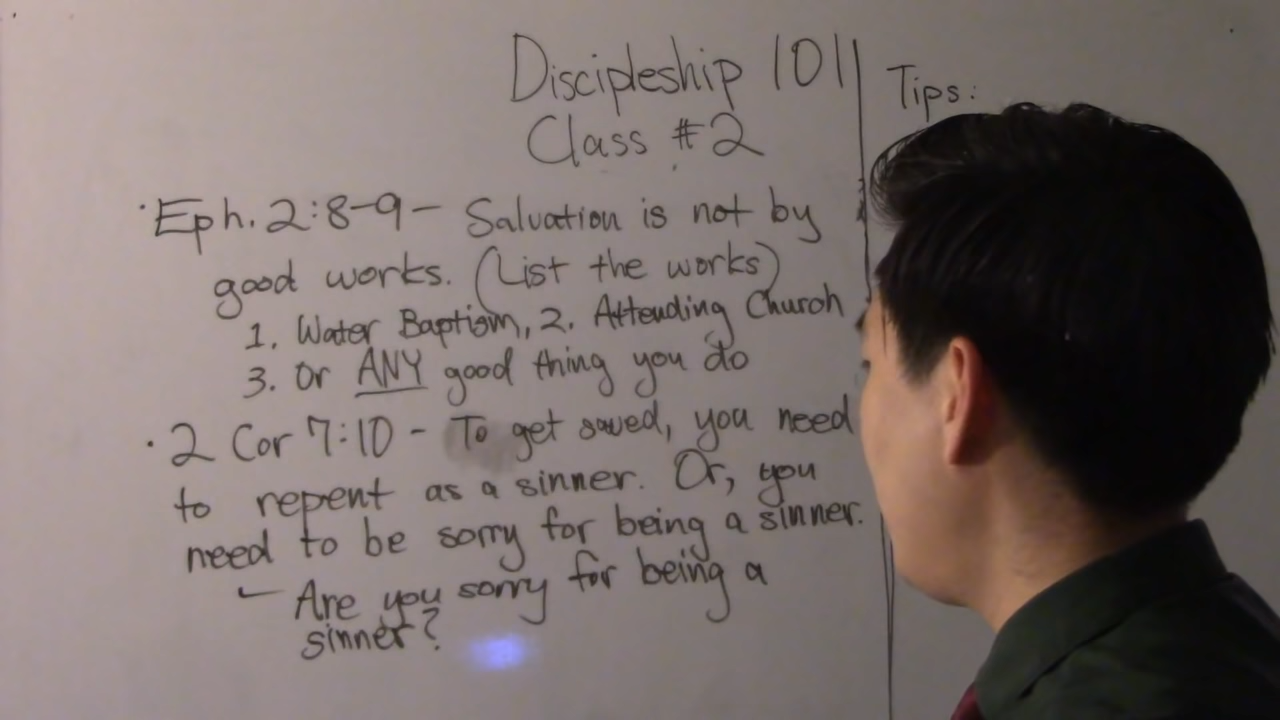 Discipleship 101
Class #2
Tips:
· Eph. 2:8-9 - Salvation is not by
good works. (List the works)
1. Water Baptism, 2. Attending Church
3. Or ANY good thing you do
· 2 Cor 7:10 - To get saved, you need
to repent as a sinner. Or, you
need to be sorry for being a sinner.
- Are you sorry for being a
sinner?